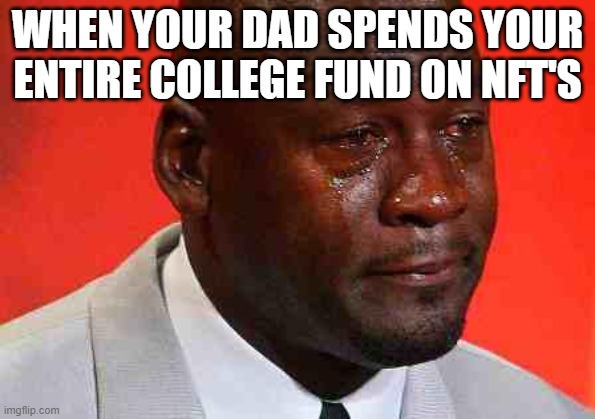 WHEN YOUR DAD SPENDS YOUR
ENTIRE COLLEGE FUND ON NFT'S
imgflip.com